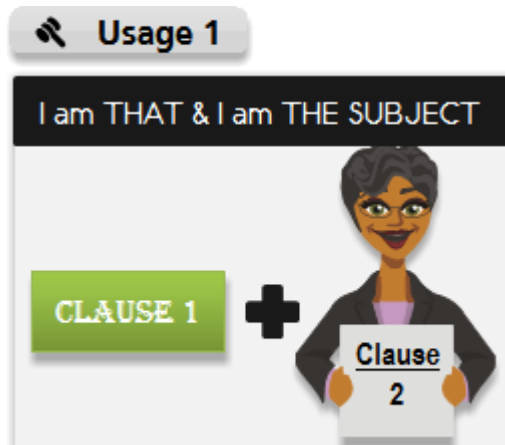 Usage 1
I am THAT & I am THE SUBJECT
CLAUSE 1
Clause
2